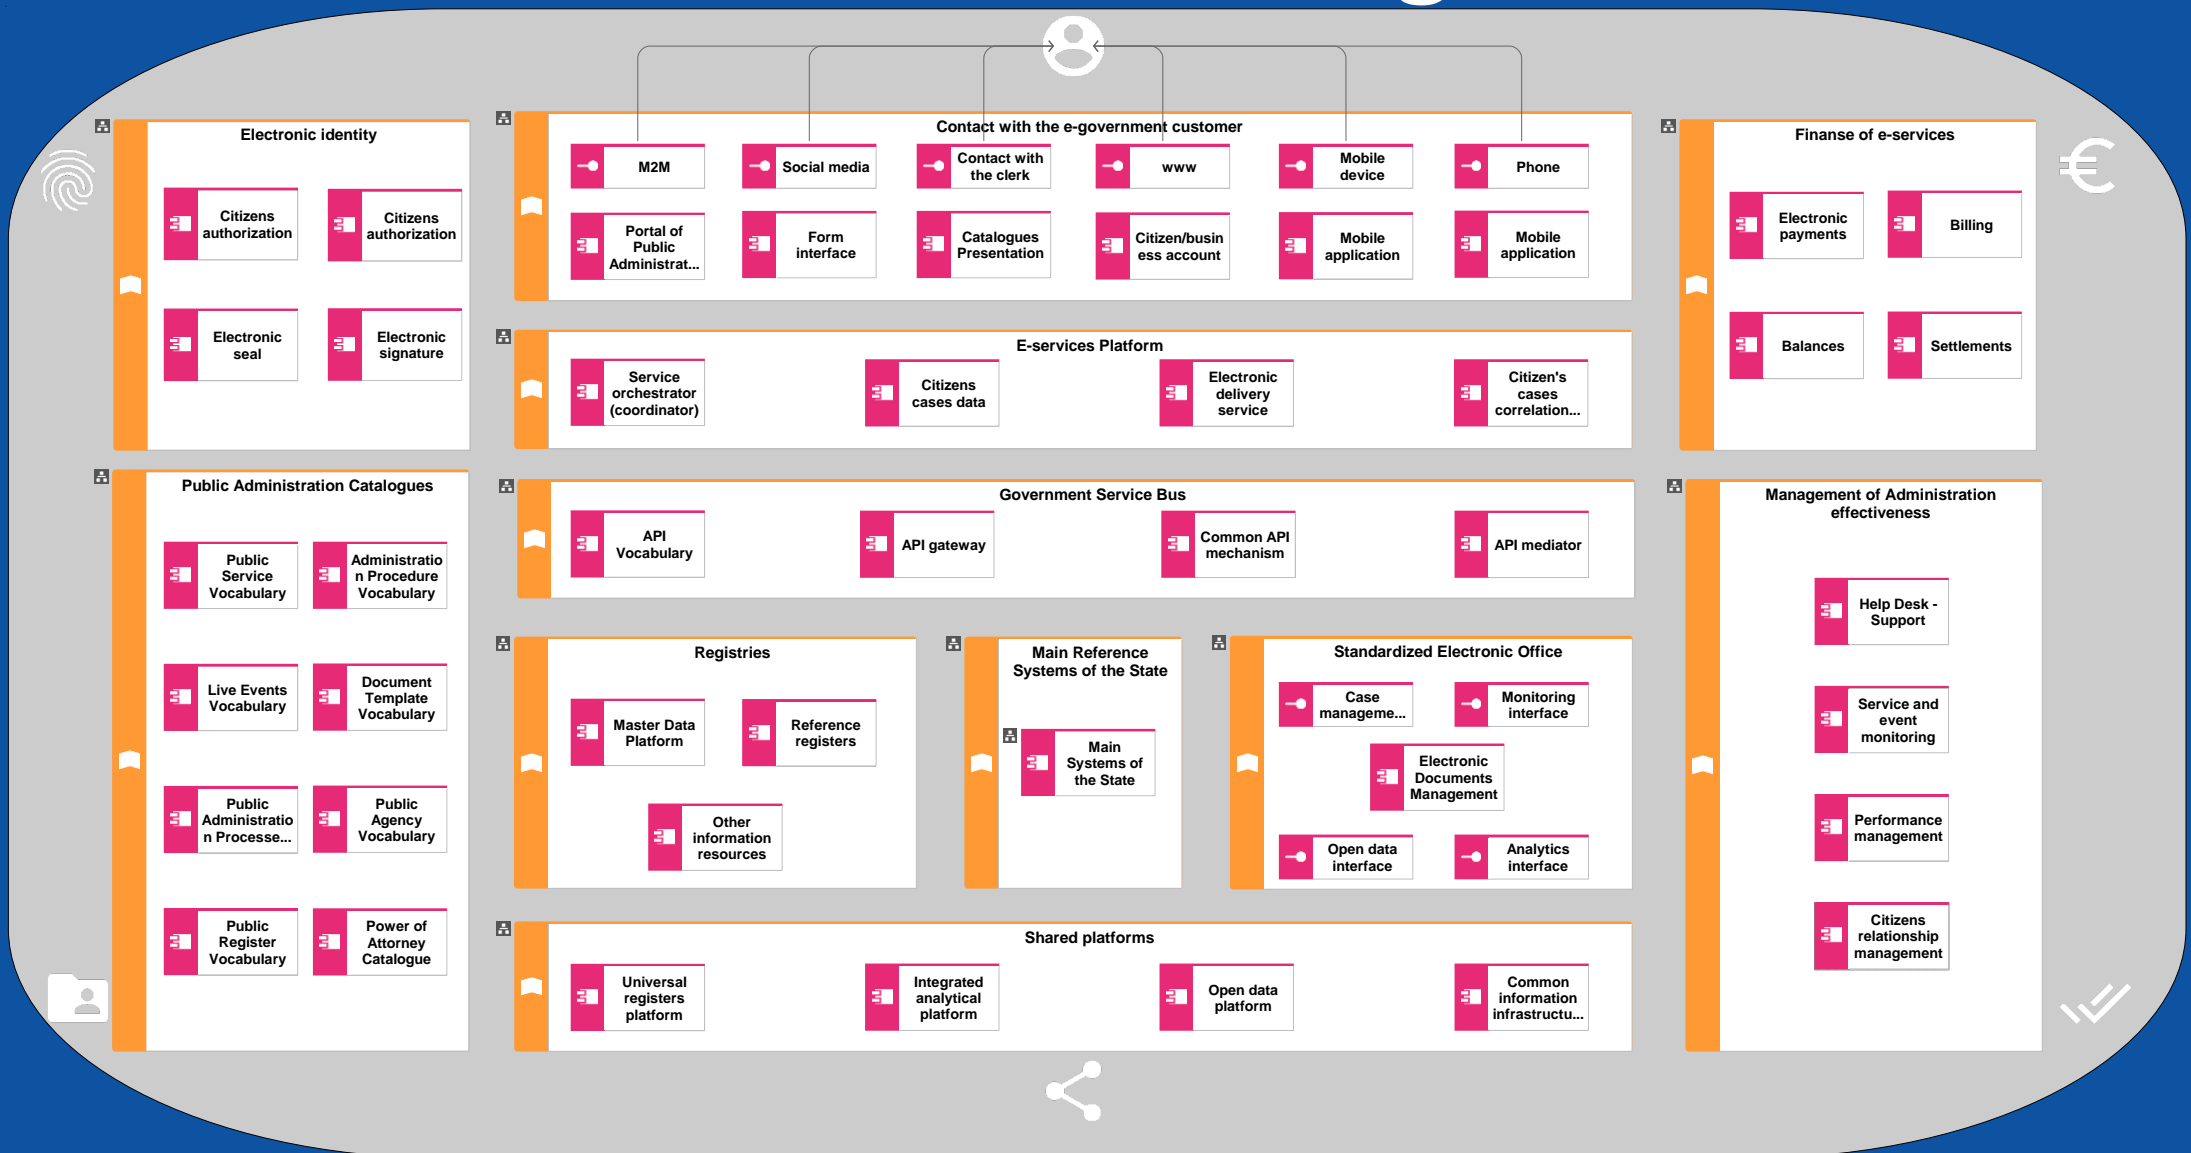 Electronic identity
Citizens
authorization
Citizens
authorization
Electronic
seal
Electronic
signature
Contact with the e-government customer
M2M
Social media
Contact with
the clerk
www
Mobile
device
Phone
Portal of
Public
Administrat...
Form
interface
Catalogues
Presentation
Citizen/busin
ess account
Mobile
application
Mobile
application
Finanse of e-services
Electronic
payments
Billing
Balances
Settlements
E-services Platform
Service
orchestrator
(coordinator)
Citizens
cases data
Electronic
delivery
service
Citizen's
cases
correlation...
Public Administration Catalogues
Public
Service
Vocabulary
Administratio
n Procedure
Vocabulary
Live Events
Vocabulary
Document
Template
Vocabulary
Public
Administratio
n Processe...
Public
Agency
Vocabulary
Public
Register
Vocabulary
Power of
Attorney
Catalogue
Government Service Bus
API
Vocabulary
API gateway
Common API
mechanism
API mediator
Management of Administration
effectiveness
Help Desk -
Support
Service and
event
monitoring
Performance
management
Citizens
relationship
management
Registries
Master Data
Platform
Reference
registers
Other
information
resources
Main Reference
Systems of the State
Main
Systems of
the State
Standardized Electronic Office
Case
manageme...
Monitoring
interface
Electronic
Documents
Management
Open data
interface
Analytics
interface
Shared platforms
Universal
registers
platform
Integrated
analytical
platform
Open data
platform
Common
information
infrastructu...